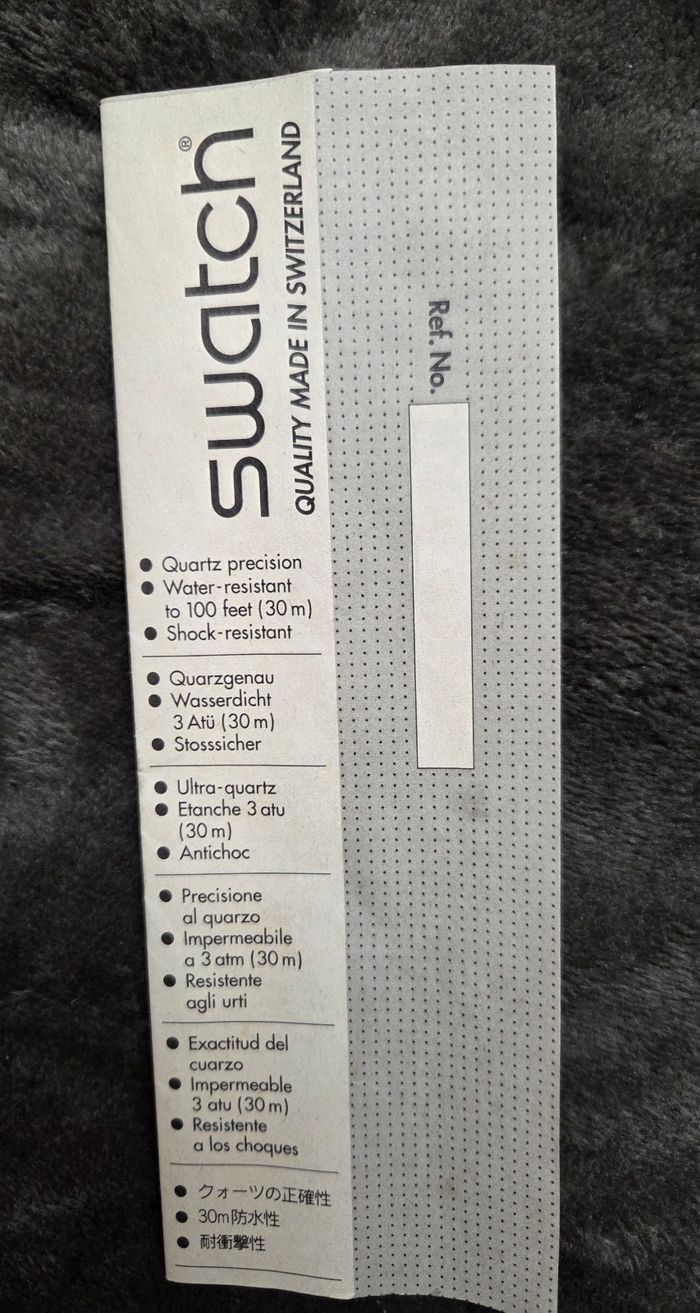 swatch®
QUALITY MADE IN SWITZERLAND
● Quartz precision
● Water-resistant
to 100 feet (30 m)
● Shock-resistant
● Quarzgenau
● Wasserdicht
3 Atü (30 m)
● Stosssicher
● Ultra-quartz
● Etanche 3 atu
(30 m)
● Antichoc
● Precisione
al quarzo
● Impermeabile
a 3 atm (30 m)
● Resistente
agli urti
● Exactitud del
cuarzo
● Impermeable
3 atu (30 m)
● Resistente
a los choques
● クォーツの正確性
● 30m防水性
● 耐衝撃性
Ref. No.